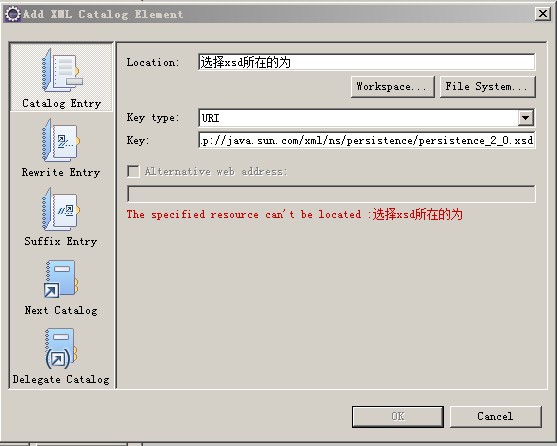 Add XML Catalog Element
Catalog Entry
Rewrite Entry
Suffix Entry
Next Catalog
Delegate Catalog
Location: 选择xsd所在的为
Workspace... File System...
Key type: URI
Key: p://java.sun.com/xml/ns/persistence/persistence_2_0.xsd
Alternative web address:
The specified resource can't be located :选择xsd所在的为
OK Cancel